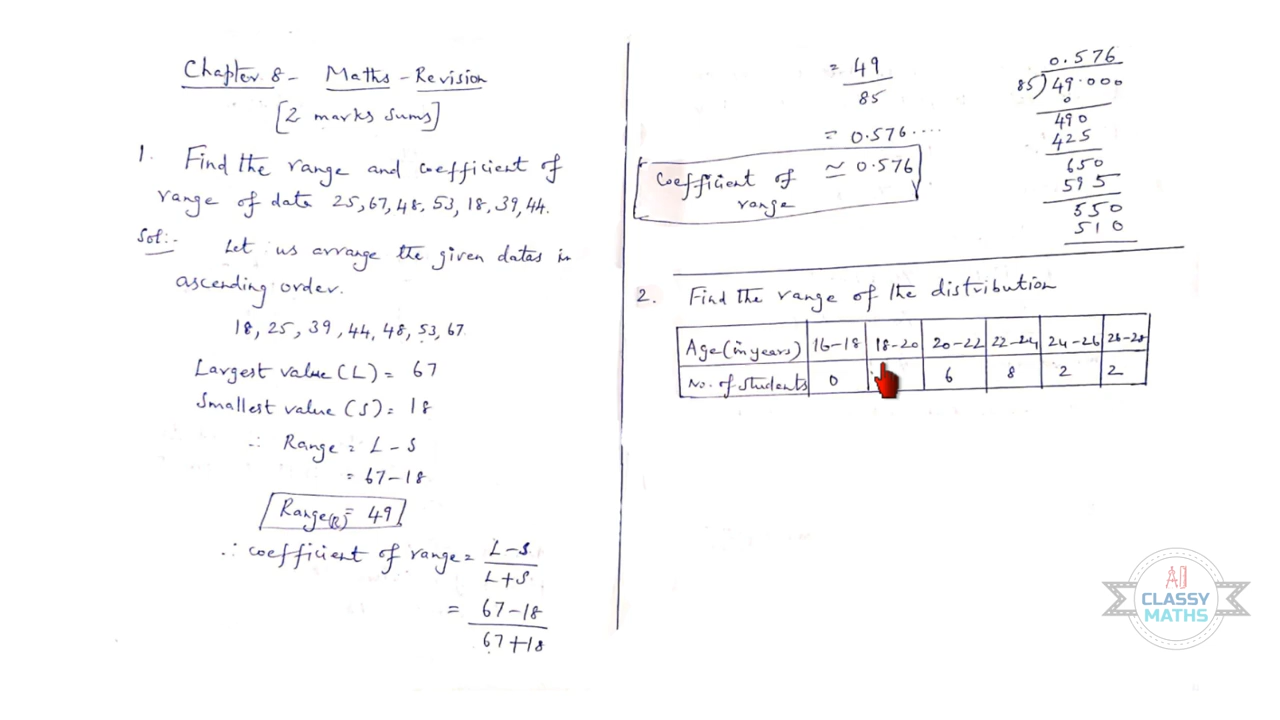 Chapter 8 - Maths - Revision
[2 marks sums]
1. Find the range and coefficient of
range of data 25, 67, 48, 53, 18, 39, 44.
Sol:-
Let us arrange the given datas in
ascending order.
18, 25, 39, 44, 48, 53, 67
Largest value (L) = 67
Smallest value (S) = 18
∴ Range = L - S
= 67 - 18
Range(R) = 49
∴ coefficient of range = L - S / L + S
= 67 - 18 / 67 + 18
= 49 / 85
= 0.576....
Coefficient of range ≃ 0.576
0.576
85) 49.000
0
490
425
650
595
550
510
2. Find the range of the distribution
Age (in years) 16-18 18-20 20-22 22-24 24-26 26-28
No. of students 0 6 8 2 2
CLASSY
MATHS